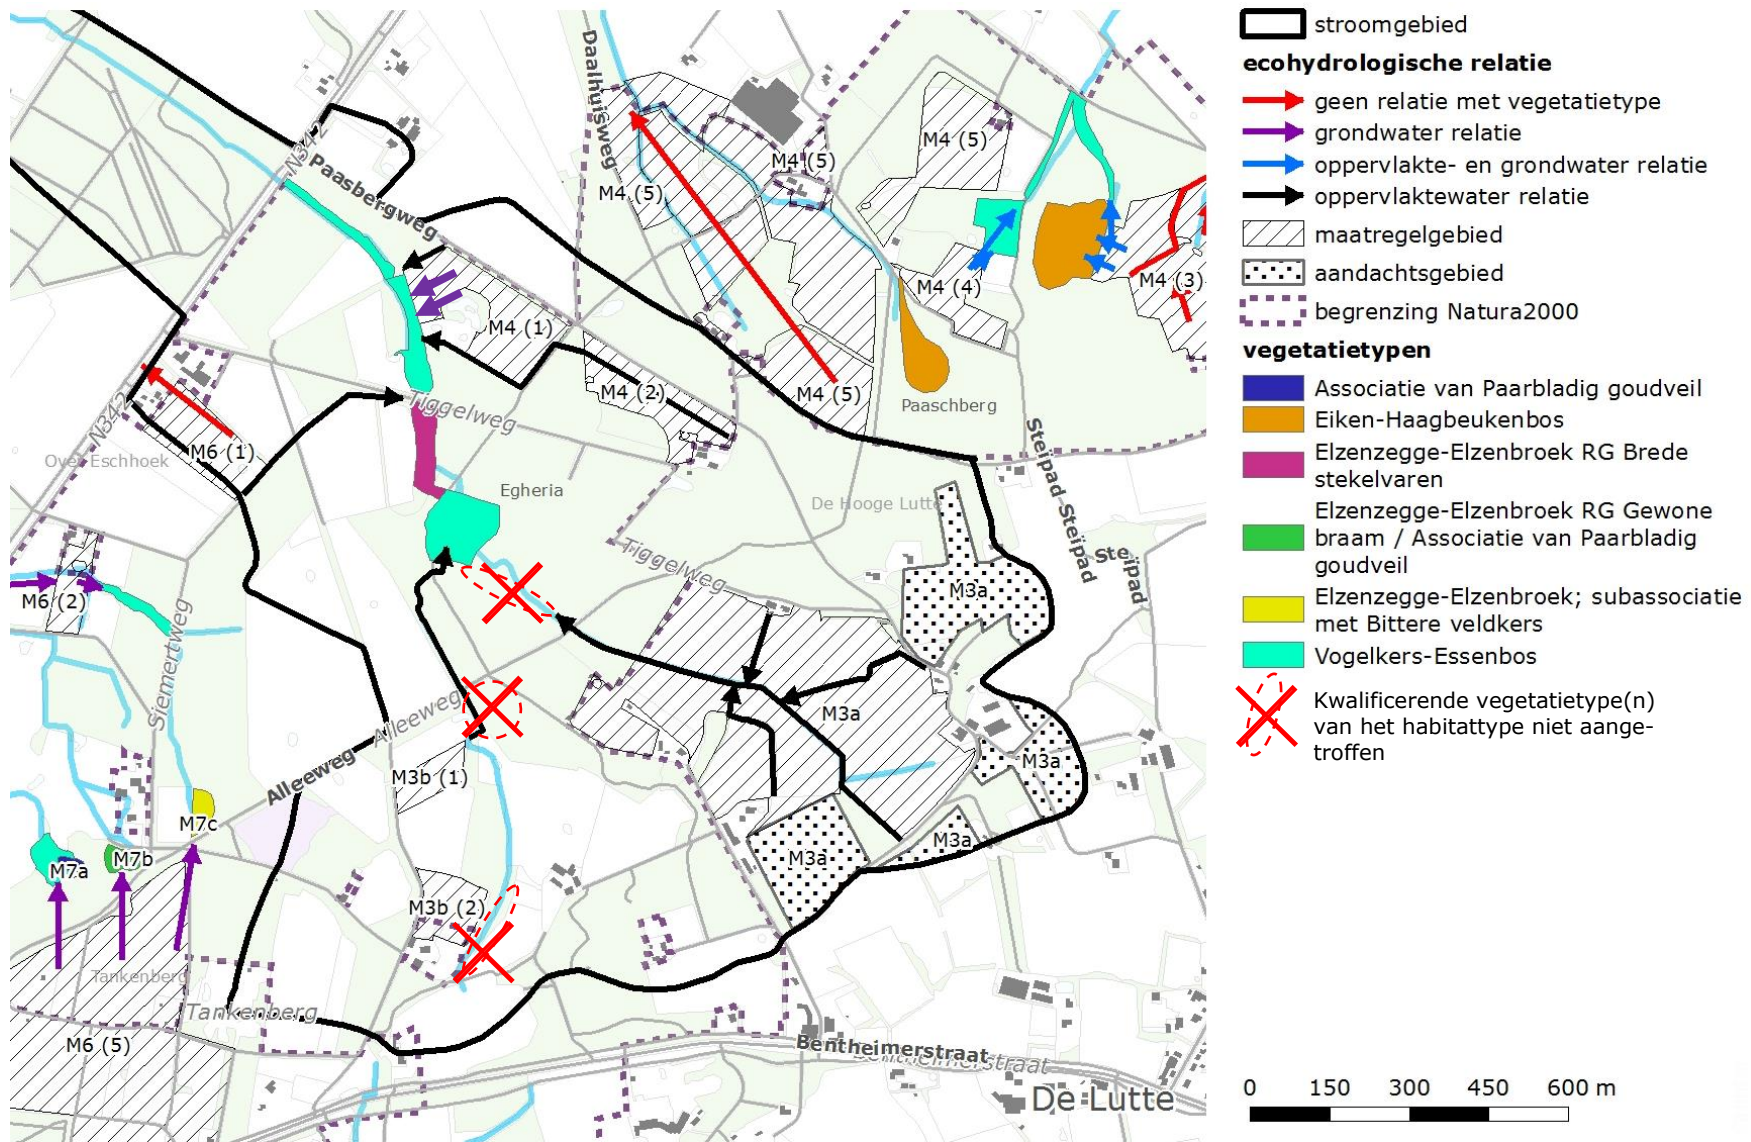 stroomgebied
ecohydrologische relatie
geen relatie met vegetatietype
grondwater relatie
oppervlakte- en grondwater relatie
oppervlaktewater relatie
maatregelgebied
aandachtsgebied
begrenzing Natura2000
vegetatietypen
Associatie van Paarbladig goudveil
Eiken-Haagbeukenbos
Elzenzegge-Elzenbroek RG Brede
stekelvaren
Elzenzegge-Elzenbroek RG Gewone
braam / Associatie van Paarbladig
goudveil
Elzenzegge-Elzenbroek; subassociatie
met Bittere veldkers
Vogelkers-Essenbos
Kwalificerende vegetatietype(n)
van het habitattype niet aange-
troffen
0 150 300 450 600 m
Daalhuisweg
N342
Paasbergweg
M4 (5)
M4 (5)
M4 (5)
M4 (4)
M4 (3)
M4 (1)
M4 (2)
M4 (5)
Paaschberg
Tiggelweg
N342
M6 (1)
Over Eschhoek
Egheria
De Hooge Lutte
Steipad
Steïpad
Steipad
Tiggelweg
M3a
M6 (2)
Siemertweg
Alleeweg
Alleeweg
M3a
M3a
M3b (1)
M7c
M7b
M7a
M3a
M3a
M3b (2)
Tankenberg
Tankenberg
M6 (5)
Bentheimerstraat
Bentheimerstraat
De Lutte